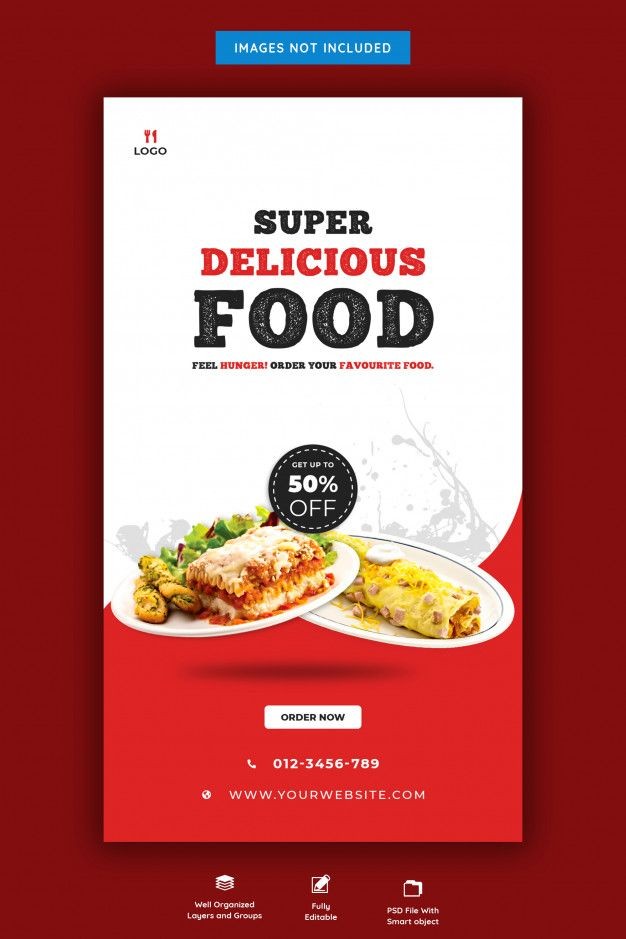 IMAGES NOT INCLUDED
LOGO
SUPER
DELICIOUS
FOOD
FEEL HUNGER! ORDER YOUR FAVOURITE FOOD.
GET UP TO
50%
OFF
ORDER NOW
012-3456-789
WWW.YOURWEBSITE.COM
Well Organized
Layers and Groups
Fully
Editable
PSD File With
Smart object